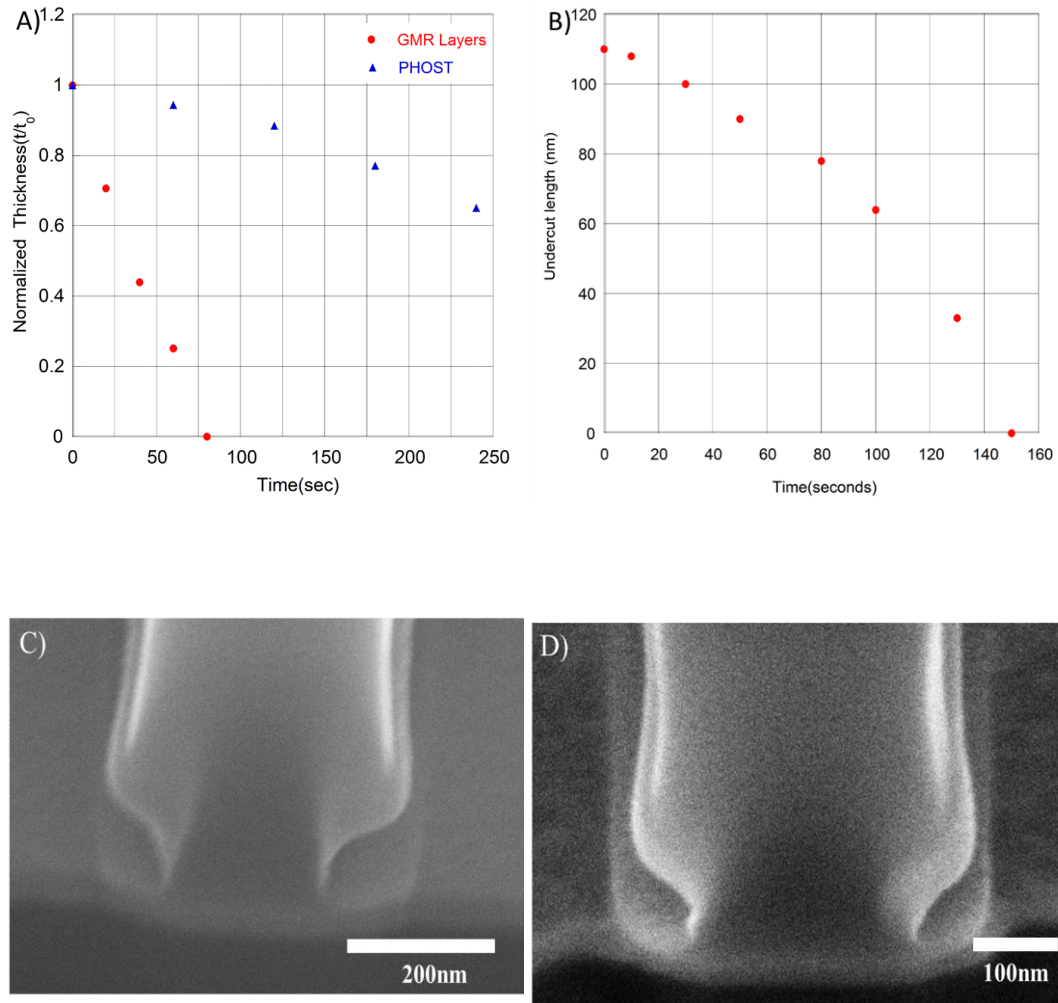 A)
1.2
1
0.8
0.6
0.4
0.2
0
Normalized Thickness(t/t₀)
GMR Layers
PHOST
0 50 100 150 200 250
Time(sec)
B)
120
100
80
60
40
20
0
Undercut length (nm)
0 20 40 60 80 100 120 140 160
Time(seconds)
C)
200nm
D)
100nm